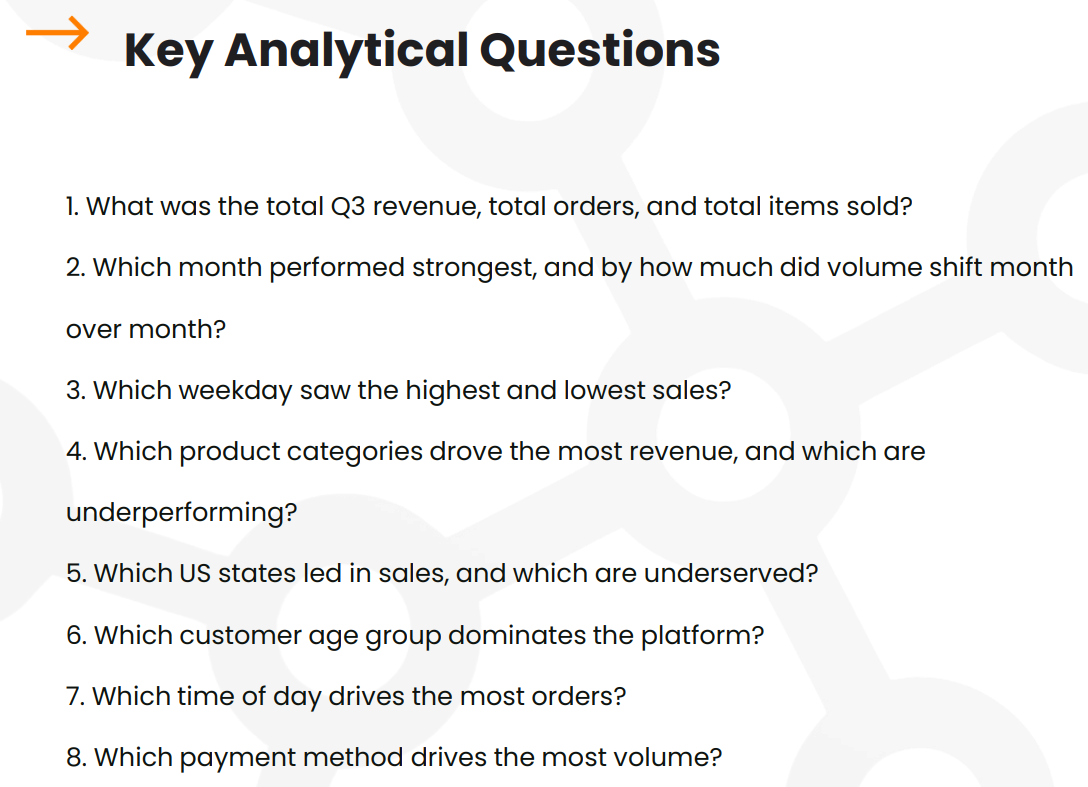 Key Analytical Questions
1. What was the total Q3 revenue, total orders, and total items sold?
2. Which month performed strongest, and by how much did volume shift month
over month?
3. Which weekday saw the highest and lowest sales?
4. Which product categories drove the most revenue, and which are
underperforming?
5. Which US states led in sales, and which are underserved?
6. Which customer age group dominates the platform?
7. Which time of day drives the most orders?
8. Which payment method drives the most volume?